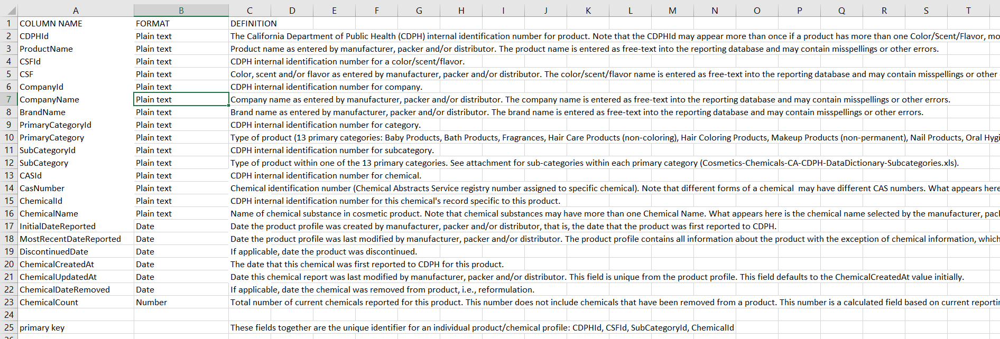 A B C D E F G H I J K L M N O P Q R S T
1 COLUMN NAME FORMAT DEFINITION
2 CDPHId Plain text The California Department of Public Health (CDPH) internal identification number for product. Note that the CDPHId may appear more than once if a product has more than one Color/Scent/Flavor, mo
3 ProductName Plain text Product name as entered by manufacturer, packer and/or distributor. The product name is entered as free-text into the reporting database and may contain misspellings or other errors.
4 CSFId Plain text CDPH internal identification number for a color/scent/flavor.
5 CSF Plain text Color, scent and/or flavor as entered by manufacturer, packer and/or distributor. The color/scent/flavor name is entered as free-text into the reporting database and may contain misspellings or other
6 CompanyId Plain text CDPH internal identification number for company.
7 CompanyName Plain text Company name as entered by manufacturer, packer and/or distributor. The company name is entered as free-text into the reporting database and may contain misspellings or other errors.
8 BrandName Plain text Brand name as entered by manufacturer, packer and/or distributor. The brand name is entered as free-text into the reporting database and may contain misspellings or other errors.
9 PrimaryCategoryId Plain text CDPH internal identification number for category.
10 PrimaryCategory Plain text Type of product (13 primary categories: Baby Products, Bath Products, Fragrances, Hair Care Products (non-coloring), Hair Coloring Products, Makeup Products (non-permanent), Nail Products, Oral Hygi
11 SubCategoryId Plain text CDPH internal identification number for subcategory.
12 SubCategory Plain text Type of product within one of the 13 primary categories. See attachment for sub-categories within each primary category (Cosmetics-Chemicals-CA-CDPH-DataDictionary-Subcategories.xls).
13 CASId Plain text CDPH internal identification number for chemical.
14 CasNumber Plain text Chemical identification number (Chemical Abstracts Service registry number assigned to specific chemical). Note that different forms of a chemical  may have different CAS numbers. What appears here
15 ChemicalId Plain text CDPH internal identification number for this chemical's record specific to this product.
16 ChemicalName Plain text Name of chemical substance in cosmetic product. Note that chemical substances may have more than one Chemical Name. What appears here is the chemical name selected by the manufacturer, pac
17 InitialDateReported Date Date the product profile was created by manufacturer, packer and/or distributor, that is, the date that the product was first reported to CDPH.
18 MostRecentDateReported Date Date the product profile was last modified by manufacturer, packer and/or distributor. The product profile contains all information about the product with the exception of chemical information, which
19 DiscontinuedDate Date If applicable, date the product was discontinued.
20 ChemicalCreatedAt Date The date that this chemical was first reported to CDPH for this product.
21 ChemicalUpdatedAt Date Date this chemical report was last modified by manufacturer, packer and/or distributor. This field is unique from the product profile. This field defaults to the ChemicalCreatedAt value initially.
22 ChemicalDateRemoved Date If applicable, date the chemical was removed from product, i.e., reformulation.
23 ChemicalCount Number Total number of current chemicals reported for this product. This number does not include chemicals that have been removed from a product. This number is a calculated field based on current reporti
24
25 primary key These fields together are the unique identifier for an individual product/chemical profile: CDPHId, CSFId, SubCategoryId, ChemicalId